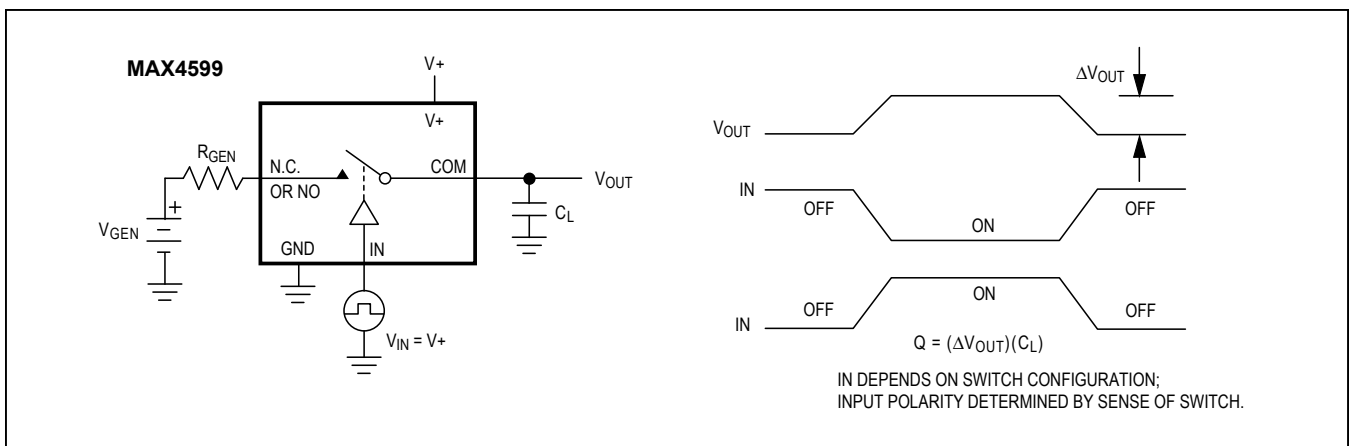 MAX4599
V+
V+
RGEN
N.C.
OR NO
COM
VOUT
CL
VGEN
+
GND
IN
VIN = V+
ΔVOUT
VOUT
IN
OFF
ON
OFF
IN
OFF
ON
OFF
Q = (ΔVOUT)(CL)
IN DEPENDS ON SWITCH CONFIGURATION;
INPUT POLARITY DETERMINED BY SENSE OF SWITCH.